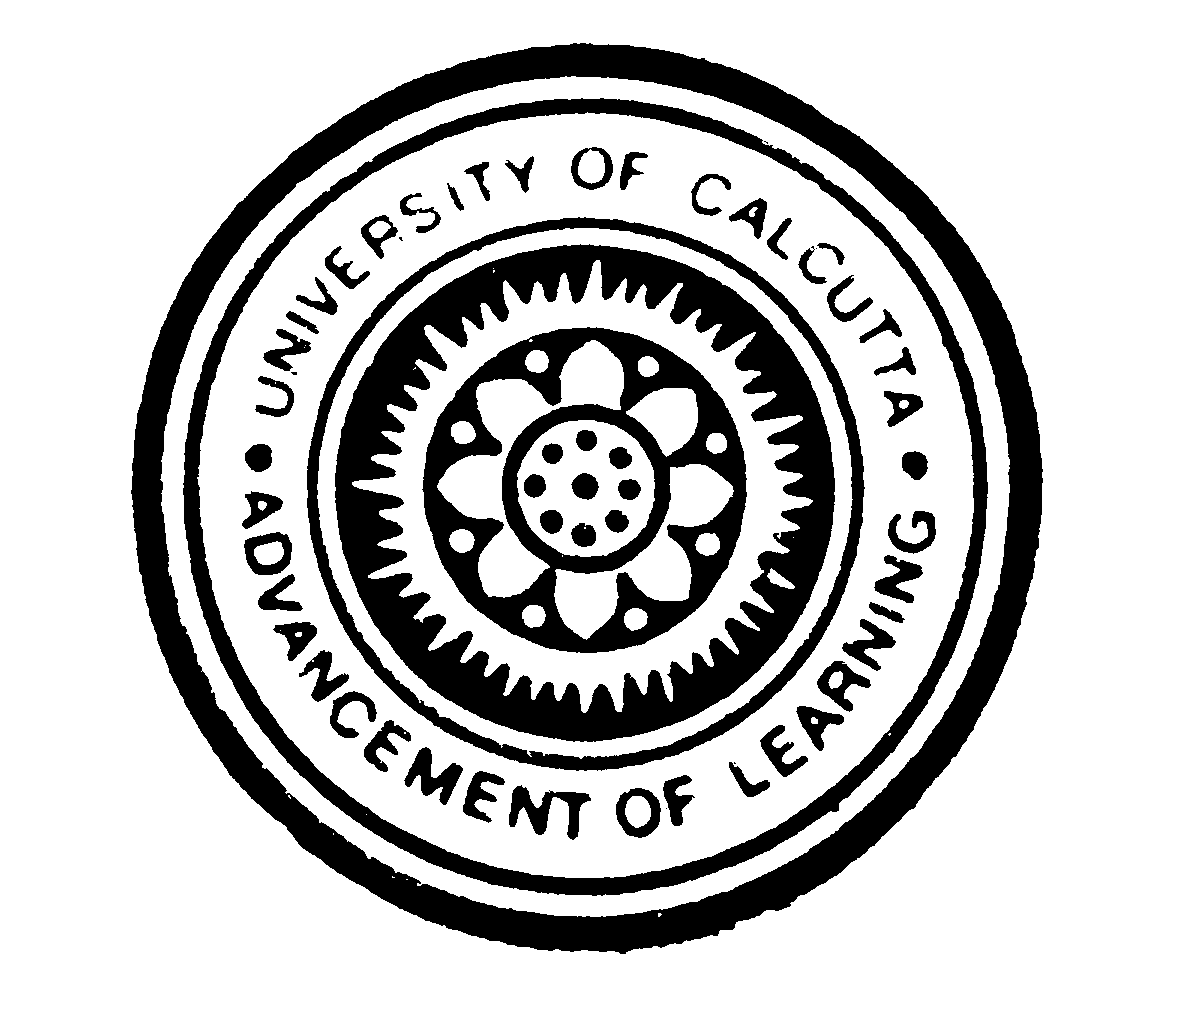 UNIVERSITY OF CALCUTTA
ADVANCEMENT OF LEARNING